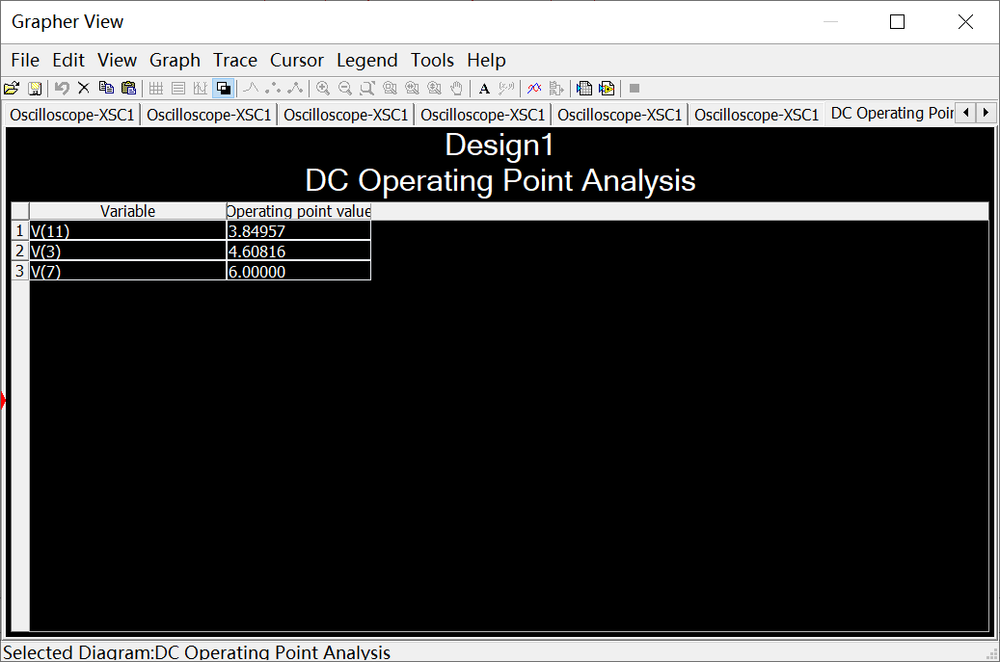 Grapher View
File Edit View Graph Trace Cursor Legend Tools Help
A
Oscilloscope-XSC1 Oscilloscope-XSC1 Oscilloscope-XSC1 Oscilloscope-XSC1 Oscilloscope-XSC1 Oscilloscope-XSC1 DC Operating Poin
Design1
DC Operating Point Analysis
Variable Operating point value
1 V(11) 3.84957
2 V(3) 4.60816
3 V(7) 6.00000
Selected Diagram:DC Operating Point Analysis